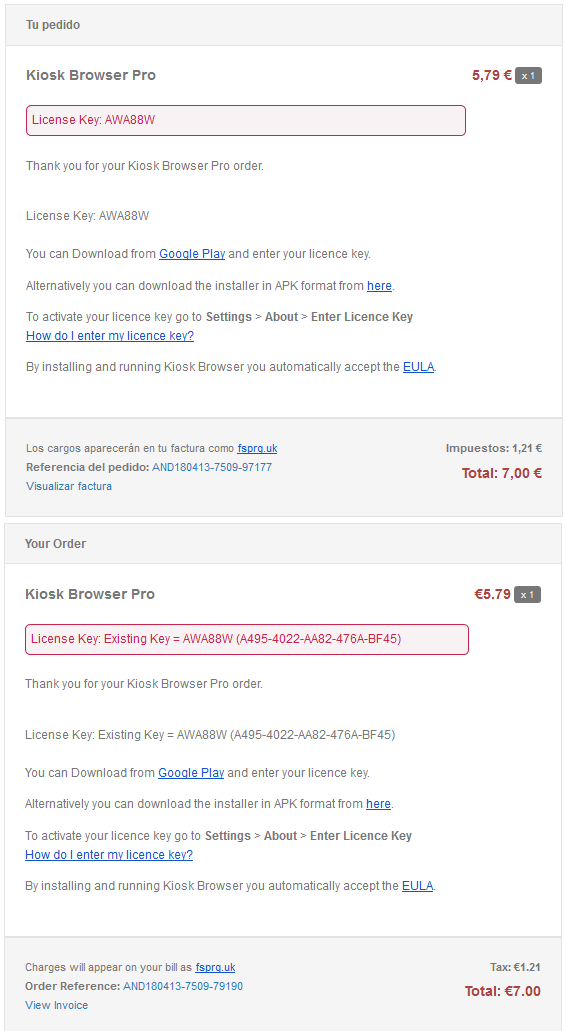 Tu pedido
Kiosk Browser Pro 5,79 € x 1
License Key: AWA88W
Thank you for your Kiosk Browser Pro order.
License Key: AWA88W
You can Download from Google Play and enter your licence key.
Alternatively you can download the installer in APK format from here.
To activate your licence key go to Settings > About > Enter Licence Key
How do I enter my licence key?
By installing and running Kiosk Browser you automatically accept the EULA.
Los cargos aparecerán en tu factura como fsprg.uk Impuestos: 1,21 €
Referencia del pedido: AND180413-7509-97177 Total: 7,00 €
Visualizar factura
Your Order
Kiosk Browser Pro €5.79 x 1
License Key: Existing Key = AWA88W (A495-4022-AA82-476A-BF45)
Thank you for your Kiosk Browser Pro order.
License Key: Existing Key = AWA88W (A495-4022-AA82-476A-BF45)
You can Download from Google Play and enter your licence key.
Alternatively you can download the installer in APK format from here.
To activate your licence key go to Settings > About > Enter Licence Key
How do I enter my licence key?
By installing and running Kiosk Browser you automatically accept the EULA.
Charges will appear on your bill as fsprg.uk Tax: €1.21
Order Reference: AND180413-7509-79190 Total: €7.00
View Invoice